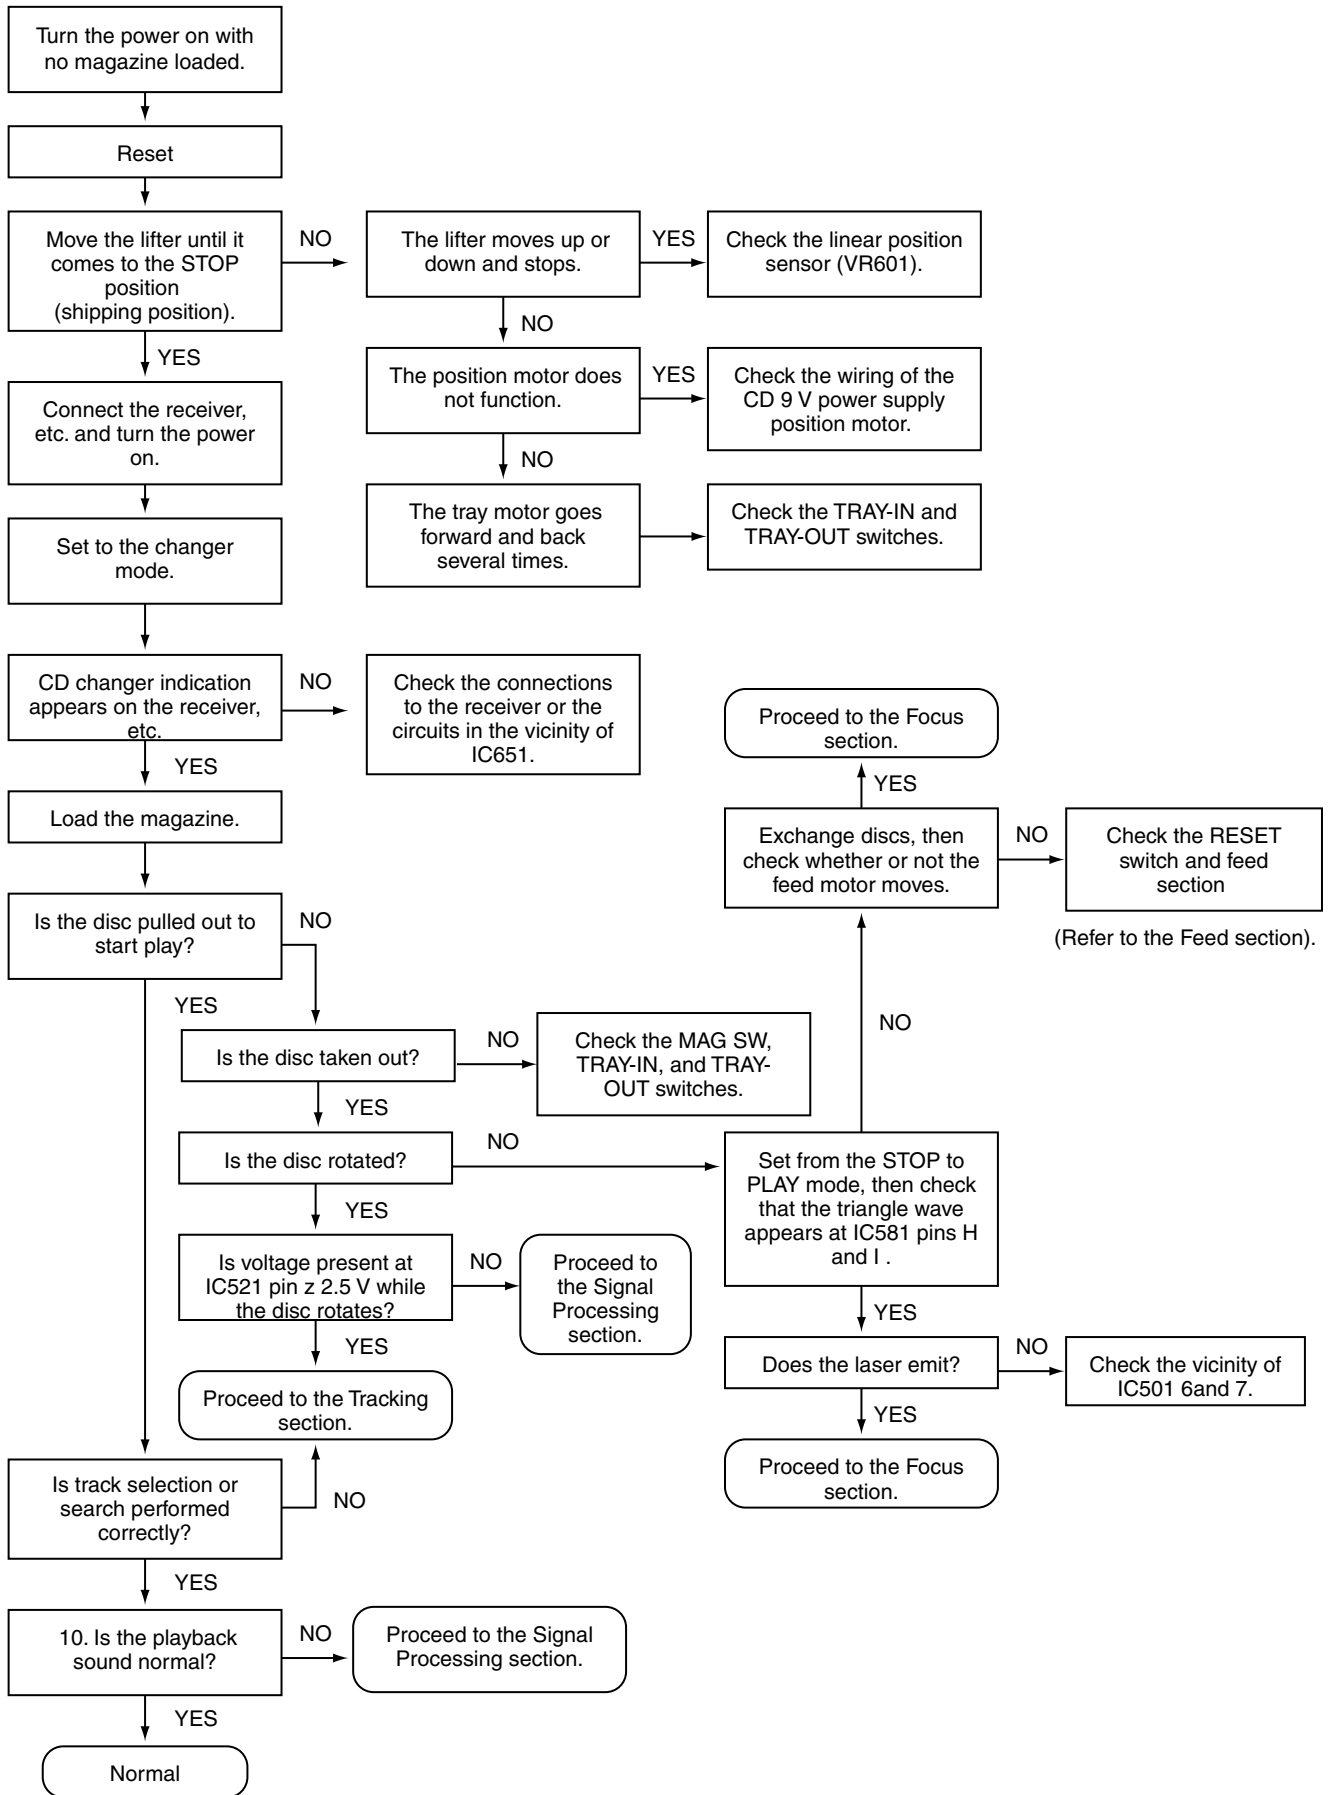 Turn the power on with
no magazine loaded.
Reset
Move the lifter until it
comes to the STOP
position
(shipping position).
NO
The lifter moves up or
down and stops.
YES
Check the linear position
sensor (VR601).
NO
YES
The position motor does
not function.
YES
Check the wiring of the
CD 9 V power supply
position motor.
Connect the receiver,
etc. and turn the power
on.
NO
The tray motor goes
forward and back
several times.
Check the TRAY-IN and
TRAY-OUT switches.
Set to the changer
mode.
CD changer indication
appears on the receiver,
etc.
NO
Check the connections
to the receiver or the
circuits in the vicinity of
IC651.
YES
Load the magazine.
Proceed to the Focus
section.
YES
Exchange discs, then
check whether or not the
feed motor moves.
NO
Check the RESET
switch and feed
section
(Refer to the Feed section).
Is the disc pulled out to
start play?
NO
YES
NO
Is the disc taken out?
NO
Check the MAG SW,
TRAY-IN, and TRAY-
OUT switches.
YES
Is the disc rotated?
NO
Set from the STOP to
PLAY mode, then check
that the triangle wave
appears at IC581 pins H
and I .
YES
Is voltage present at
IC521 pin z 2.5 V while
the disc rotates?
NO
Proceed to
the Signal
Processing
section.
YES
YES
Does the laser emit?
NO
Check the vicinity of
IC501 6and 7.
Proceed to the Tracking
section.
YES
Proceed to the Focus
section.
Is track selection or
search performed
correctly?
NO
YES
10. Is the playback
sound normal?
NO
Proceed to the Signal
Processing section.
YES
Normal